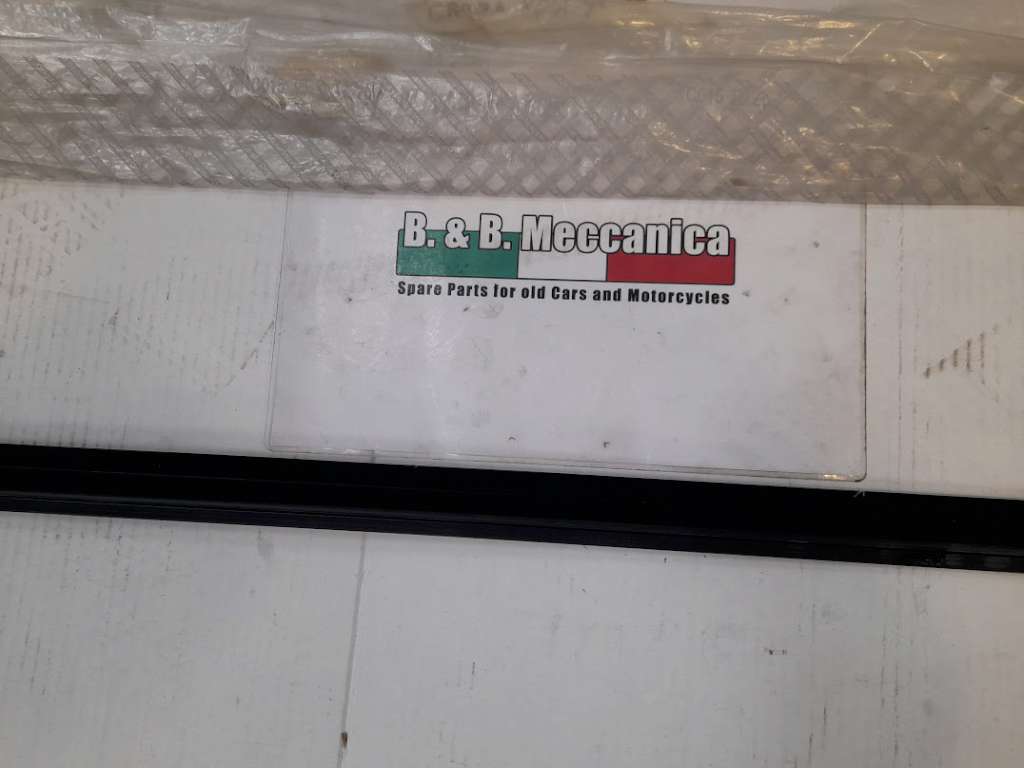 B. & B. Meccanica
Spare Parts for old Cars and Motorcycles